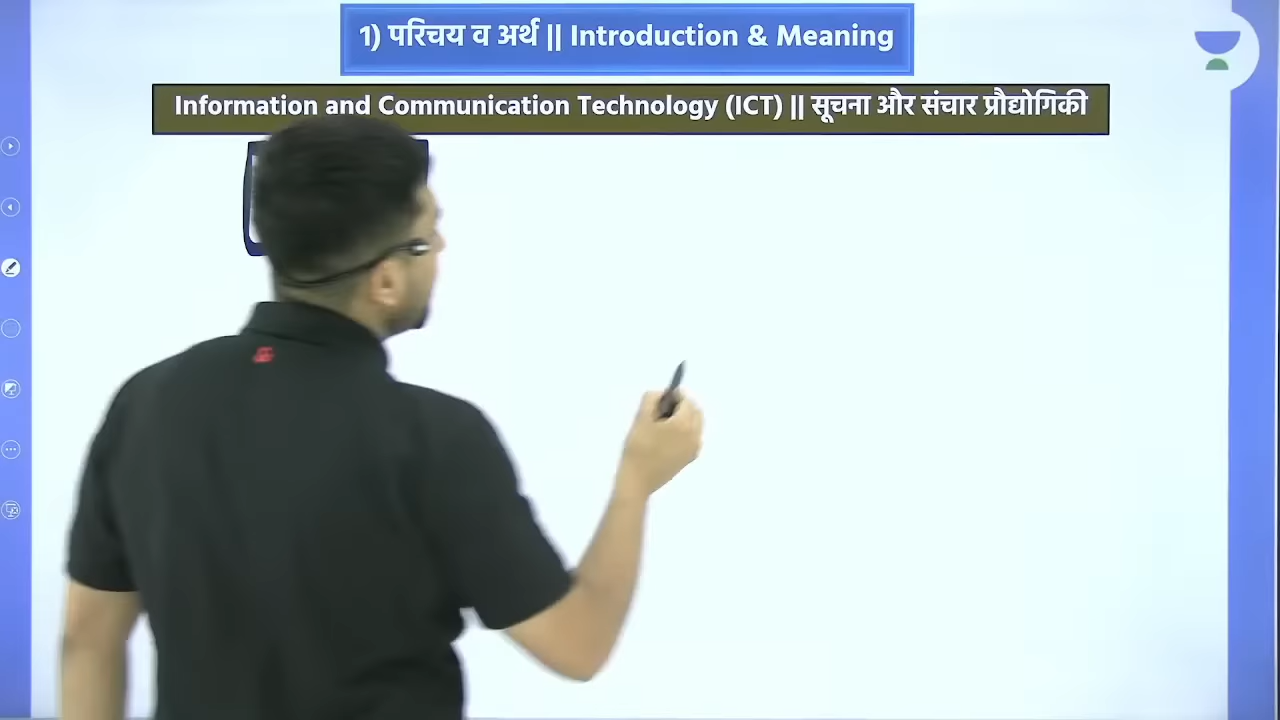 1) परिचय व अर्थ || Introduction & Meaning
Information and Communication Technology (ICT) || सूचना और संचार प्रौद्योगिकी